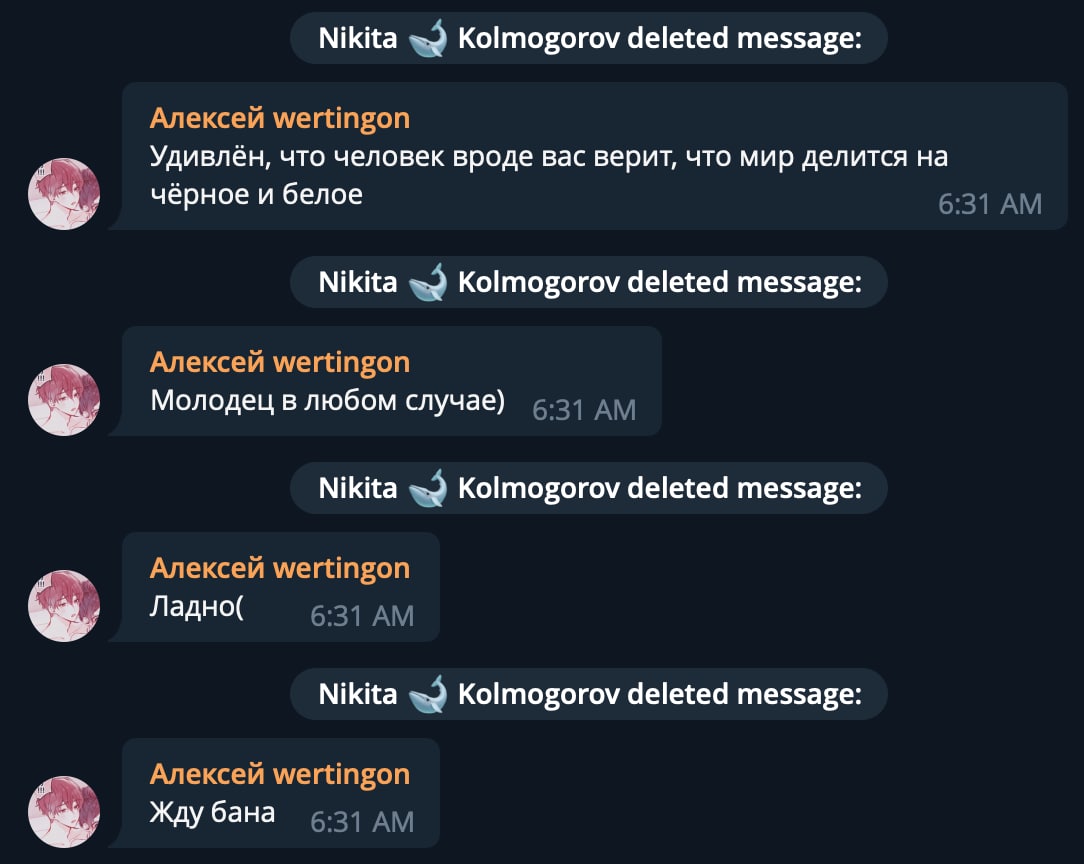 Nikita 🐳 Kolmogorov deleted message:
Алексей wertingon
Удивлён, что человек вроде вас верит, что мир делится на
чёрное и белое
6:31 AM
Nikita 🐳 Kolmogorov deleted message:
Алексей wertingon
Молодец в любом случае) 6:31 AM
Nikita 🐳 Kolmogorov deleted message:
Алексей wertingon
Ладно( 6:31 AM
Nikita 🐳 Kolmogorov deleted message:
Алексей wertingon
Жду бана 6:31 AM